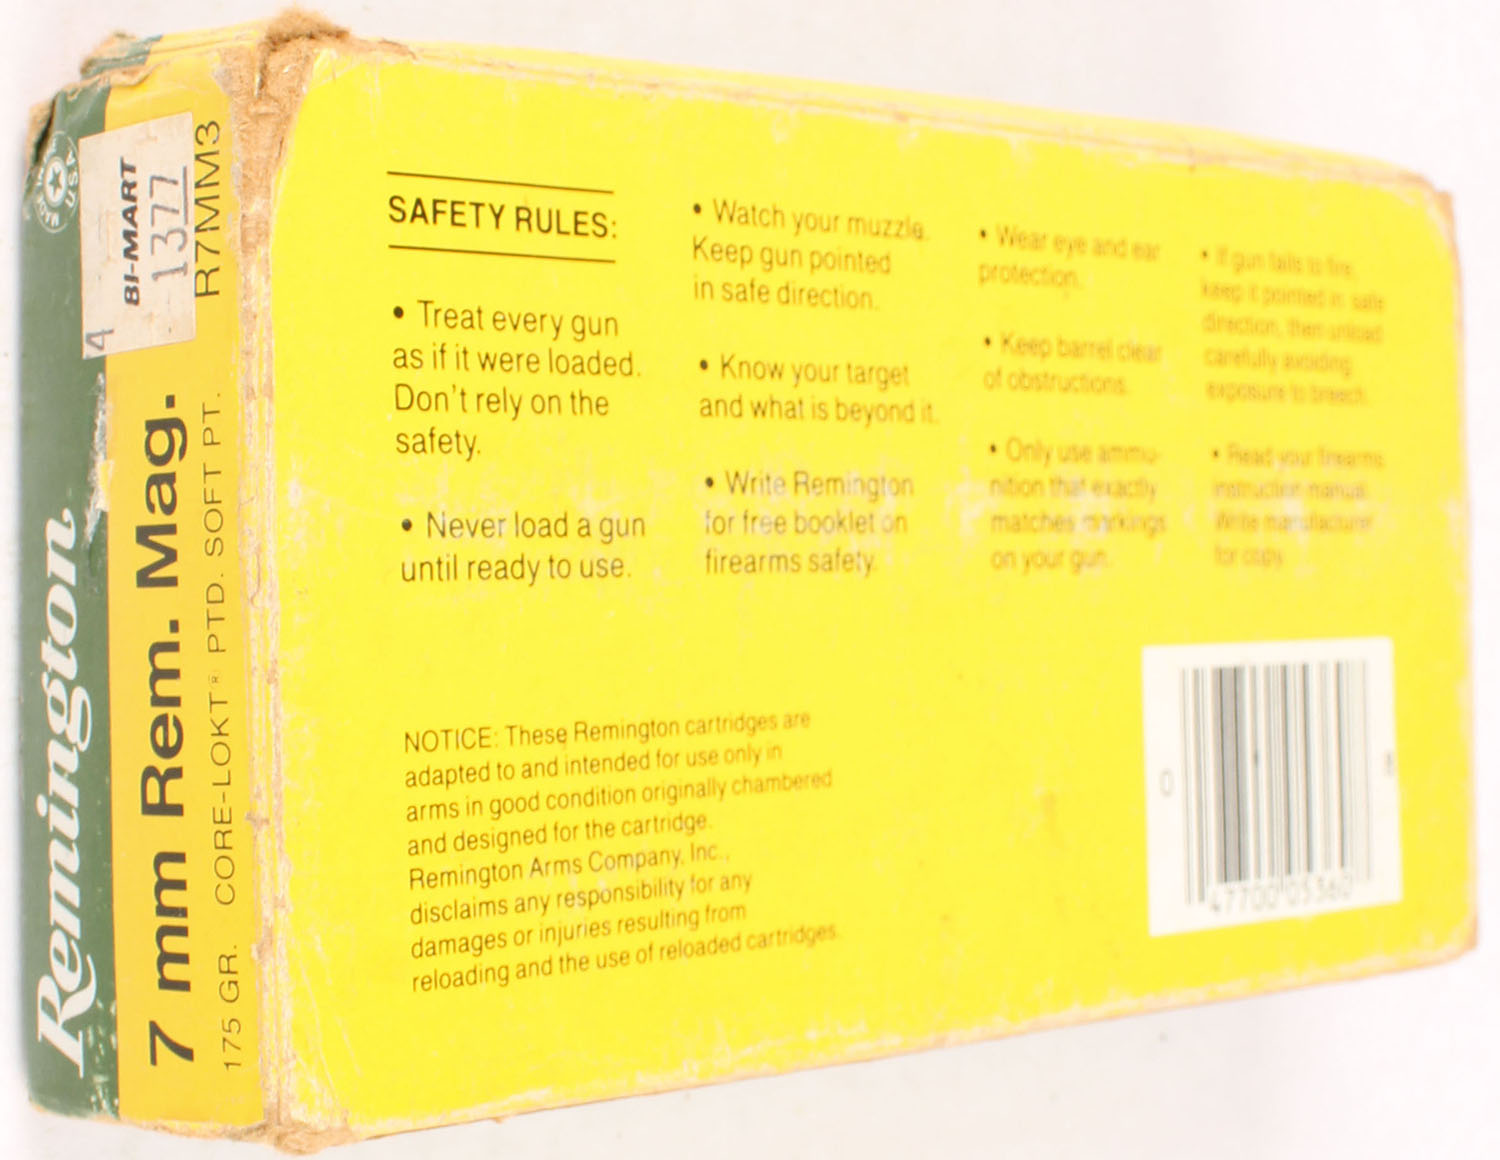 Remington
MADE IN USA
BI-MART
1377
4
7 mm Rem. Mag.
R7MM3
175 GR. CORE-LOKT® PTD. SOFT PT.
SAFETY RULES:
• Treat every gun
as if it were loaded.
Don't rely on the
safety.
• Never load a gun
until ready to use.
• Watch your muzzle.
Keep gun pointed
in safe direction.
• Know your target
and what is beyond it.
• Write Remington
for free booklet on
firearms safety.
• Wear eye and ear
protection.
• Keep barrel clear
of obstructions.
• Only use ammu-
nition that exactly
matches markings
on your gun.
• If gun fails to fire,
keep it pointed in safe
direction, then unload
carefully avoiding
exposure to breech.
• Read your firearms
instruction manual.
Write manufacturer
for copy.
NOTICE: These Remington cartridges are
adapted to and intended for use only in
arms in good condition originally chambered
and designed for the cartridge.
Remington Arms Company, Inc.,
disclaims any responsibility for any
damages or injuries resulting from
reloading and the use of reloaded cartridges.
0 47700 05360 8